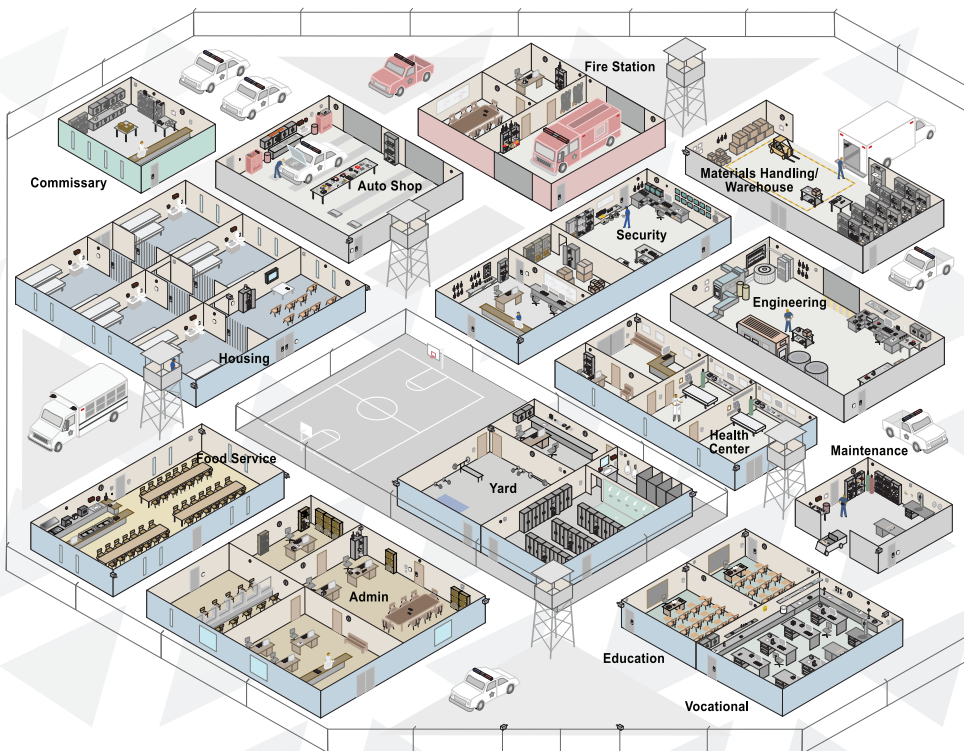 Fire Station
Commissary
Auto Shop
Materials Handling/
Warehouse
Security
Engineering
Housing
Health
Center
Maintenance
Food Service
Yard
Admin
Education
Vocational